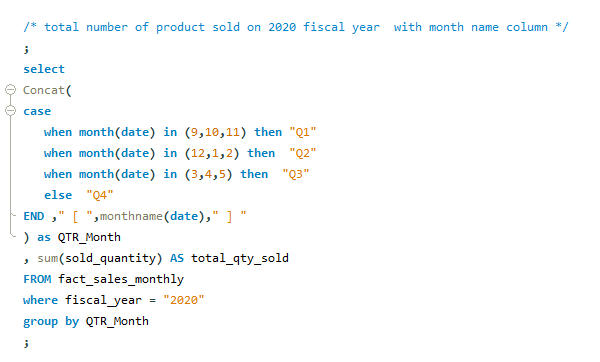 /* total number of product sold on 2020 fiscal year  with month name column */
;
select
Concat(
case
   when month(date) in (9,10,11) then "Q1"
   when month(date) in (12,1,2) then  "Q2"
   when month(date) in (3,4,5) then  "Q3"
   else  "Q4"
END ," [ ",monthname(date)," ] "
) as QTR_Month
, sum(sold_quantity) AS total_qty_sold
FROM fact_sales_monthly
where fiscal_year = "2020"
group by QTR_Month
;